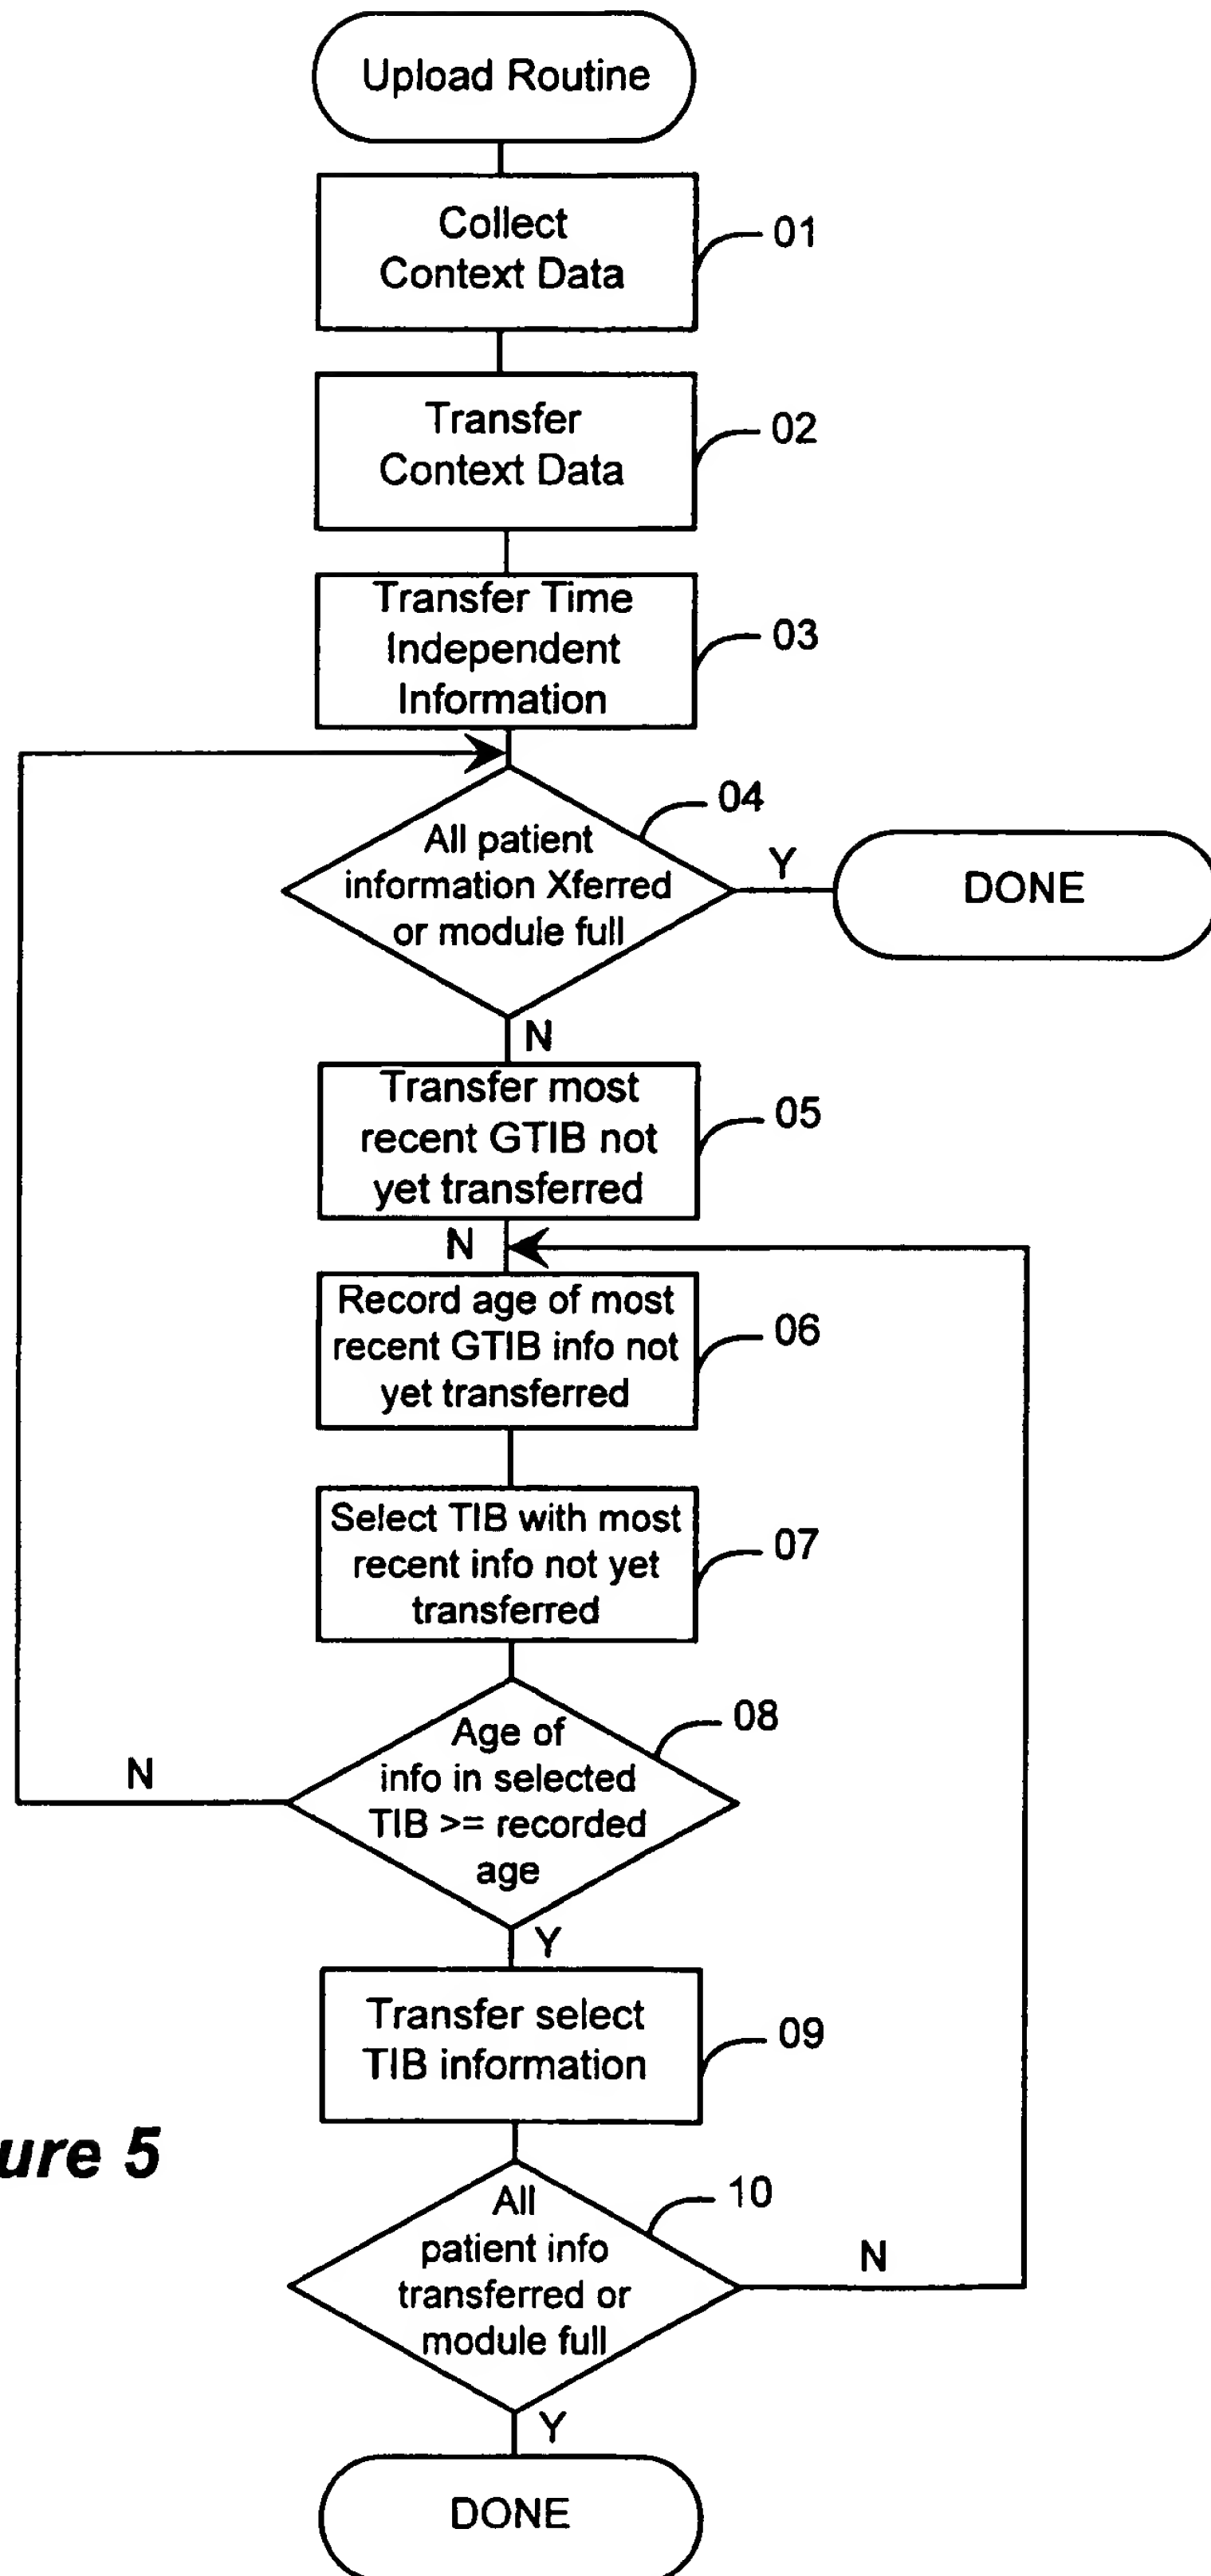 Upload Routine
Collect
Context Data
01
Transfer
Context Data
02
Transfer Time
Independent
Information
03
04
All patient
information Xferred
or module full
Y
DONE
N
Transfer most
recent GTIB not
yet transferred
05
N
Record age of most
recent GTIB info not
yet transferred
06
Select TIB with most
recent info not yet
transferred
07
08
Age of
info in selected
TIB >= recorded
age
N
Y
Transfer select
TIB information
09
ure 5
10
All
patient info
transferred or
module full
N
Y
DONE